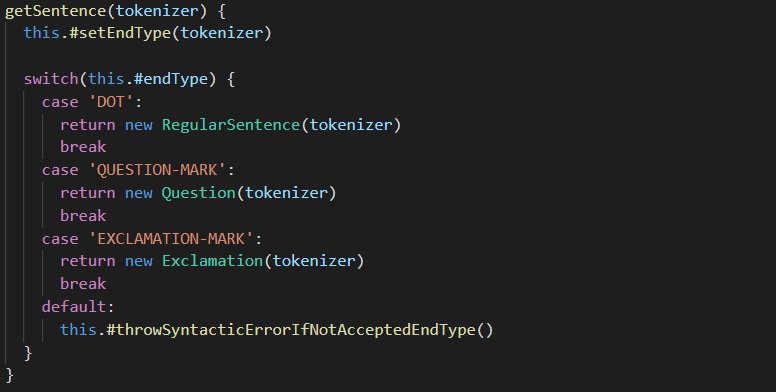 getSentence(tokenizer) {
  this.#setEndType(tokenizer)

  switch(this.#endType) {
    case 'DOT':
      return new RegularSentence(tokenizer)
      break
    case 'QUESTION-MARK':
      return new Question(tokenizer)
      break
    case 'EXCLAMATION-MARK':
      return new Exclamation(tokenizer)
      break
    default:
      this.#throwSyntacticErrorIfNotAcceptedEndType()
  }
}